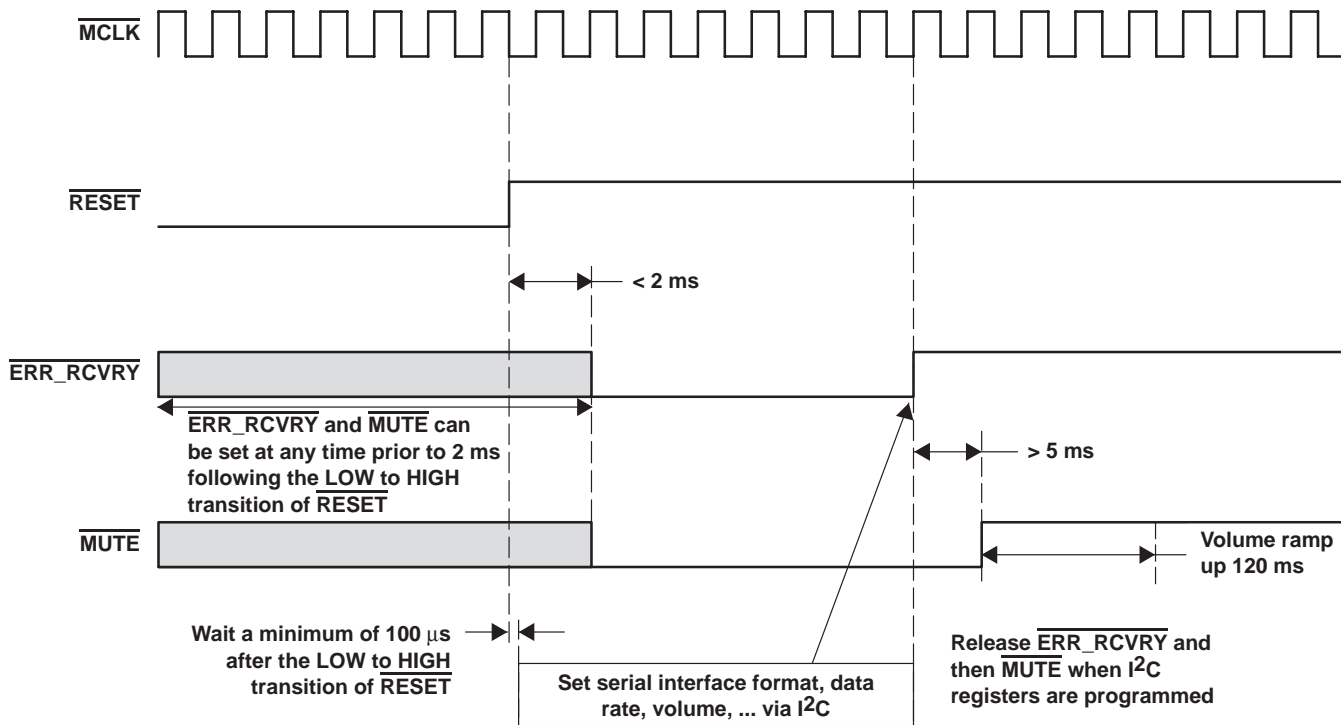 MCLK
RESET
< 2 ms
ERR_RCVRY
ERR_RCVRY and MUTE can
be set at any time prior to 2 ms
following the LOW to HIGH
transition of RESET
> 5 ms
MUTE
Volume ramp
up 120 ms
Wait a minimum of 100 μs
after the LOW to HIGH
transition of RESET
Set serial interface format, data
rate, volume, ... via I²C
Release ERR_RCVRY and
then MUTE when I²C
registers are programmed